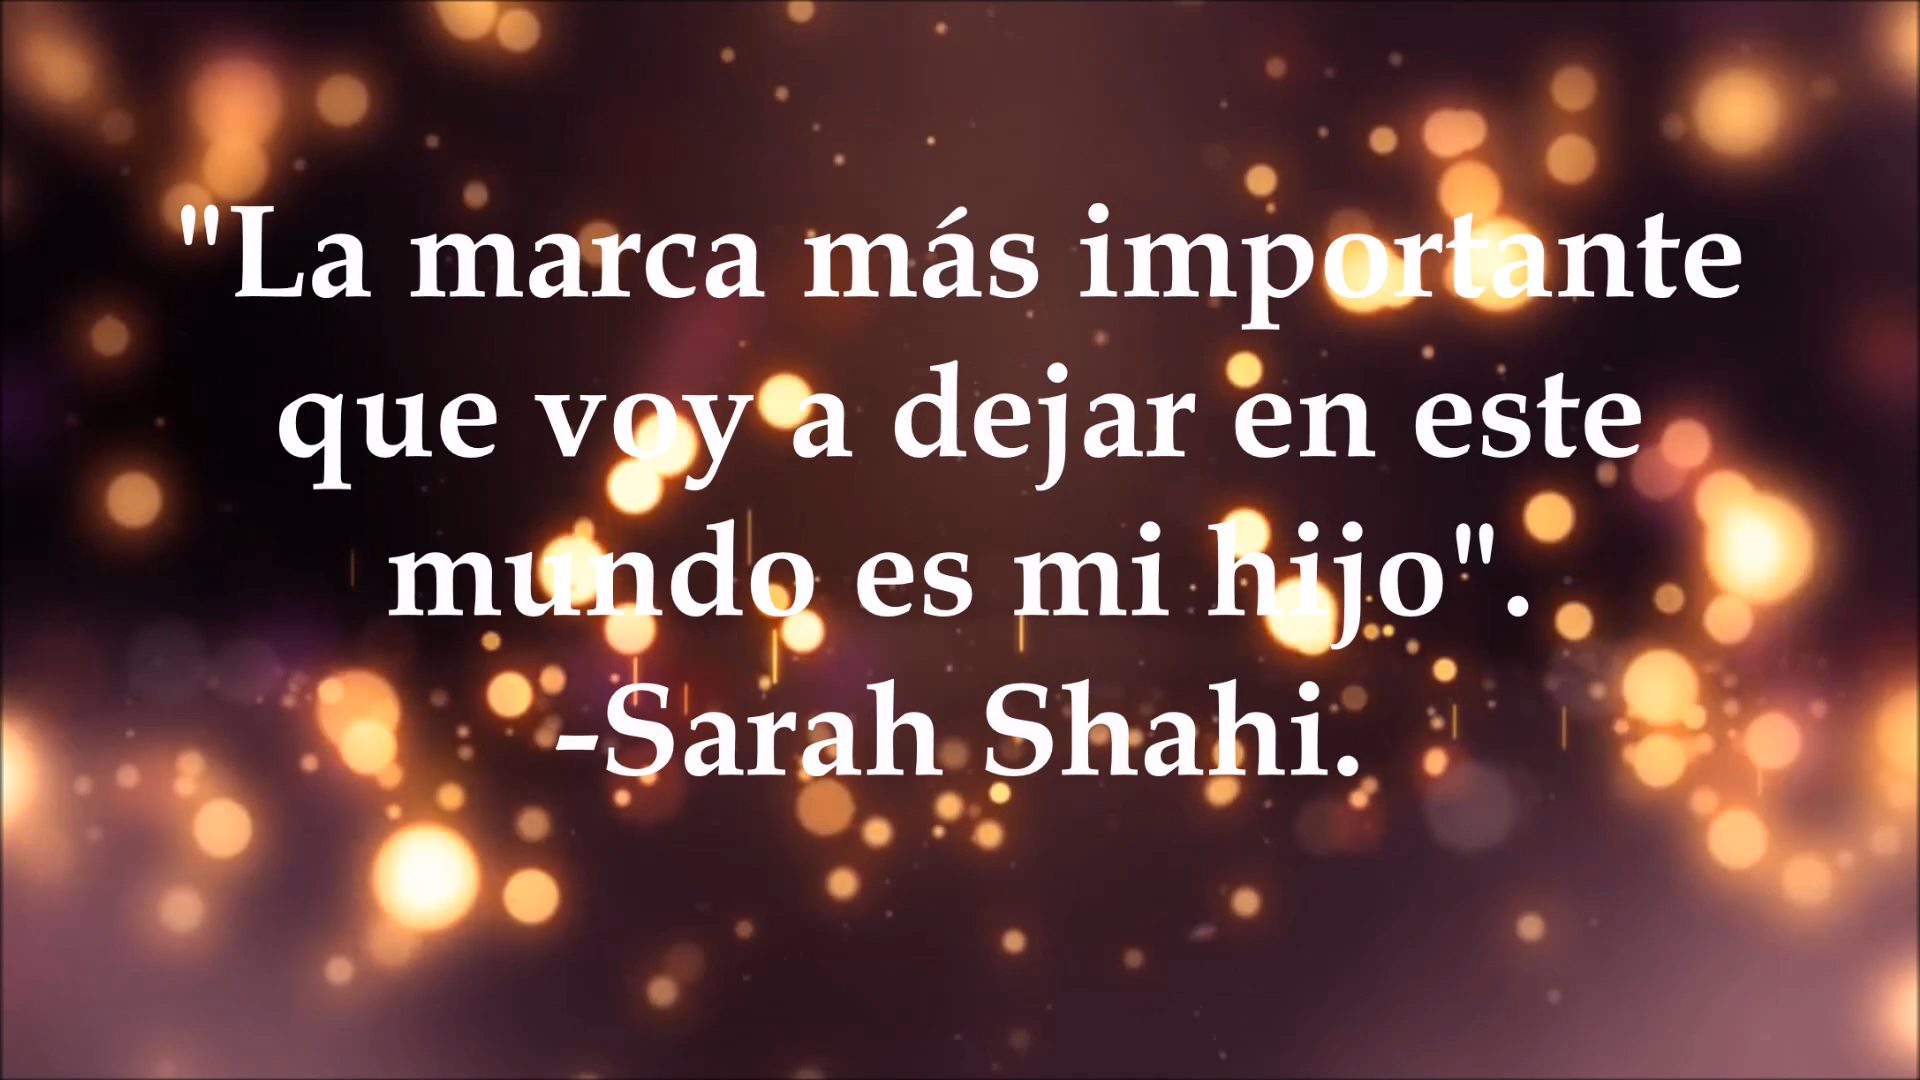 "La marca más importante
que voy a dejar en este
mundo es mi hijo".
-Sarah Shahi.